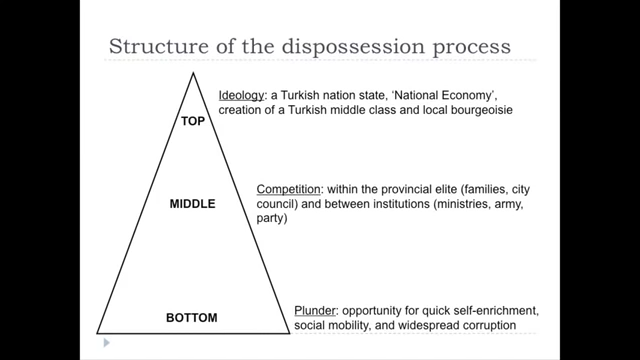 Structure of the dispossession process
Ideology: a Turkish nation state, ‘National Economy’,
creation of a Turkish middle class and local bourgeoisie
TOP
Competition: within the provincial elite (families, city
council) and between institutions (ministries, army,
party)
MIDDLE
Plunder: opportunity for quick self-enrichment,
social mobility, and widespread corruption
BOTTOM